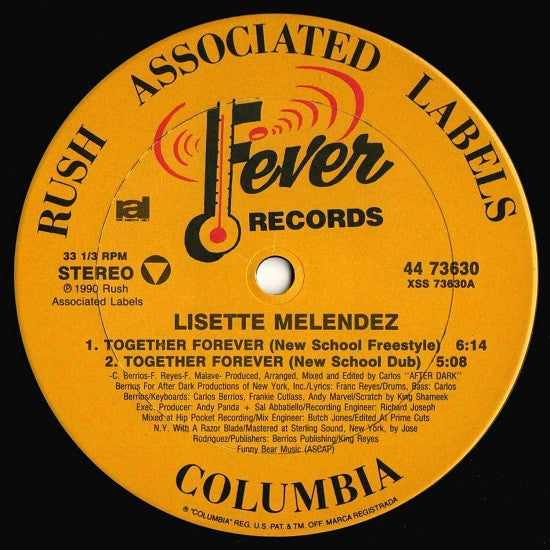 RUSH ASSOCIATED LABELS
Fever
RECORDS
ral
33 1/3 RPM
STEREO
℗ 1990 Rush
Associated Labels
44 73630
XSS 73630A
LISETTE MELENDEZ
1. TOGETHER FOREVER (New School Freestyle) 6:14
2. TOGETHER FOREVER (New School Dub) 5:08
-C. Berrios-F. Reyes-F. Malave- Produced, Arranged, Mixed and Edited by Carlos "AFTER DARK"
Berrios For After Dark Productions of New York, Inc./Lyrics: Franc Reyes/Drums, Bass: Carlos
Berrios/Keyboards: Carlos Berrios, Frankie Cutlass, Andy Marvel/Scratch by King Shameek
Exec. Producer: Andy Panda + Sal Abbatiello/Recording Engineer: Richard Joseph
Mixed at Hip Pocket Recording/Mix Engineer: Butch Jones/Edited At Prime Cuts
N.Y. With A Razor Blade/Mastered at Sterling Sound, New York, by Jose
Rodriquez/Publishers: Berrios Publishing/King Reyes
Funny Bear Music (ASCAP)
COLUMBIA
® "COLUMBIA" REG. U.S. PAT. & TM. OFF. MARCA REGISTRADA